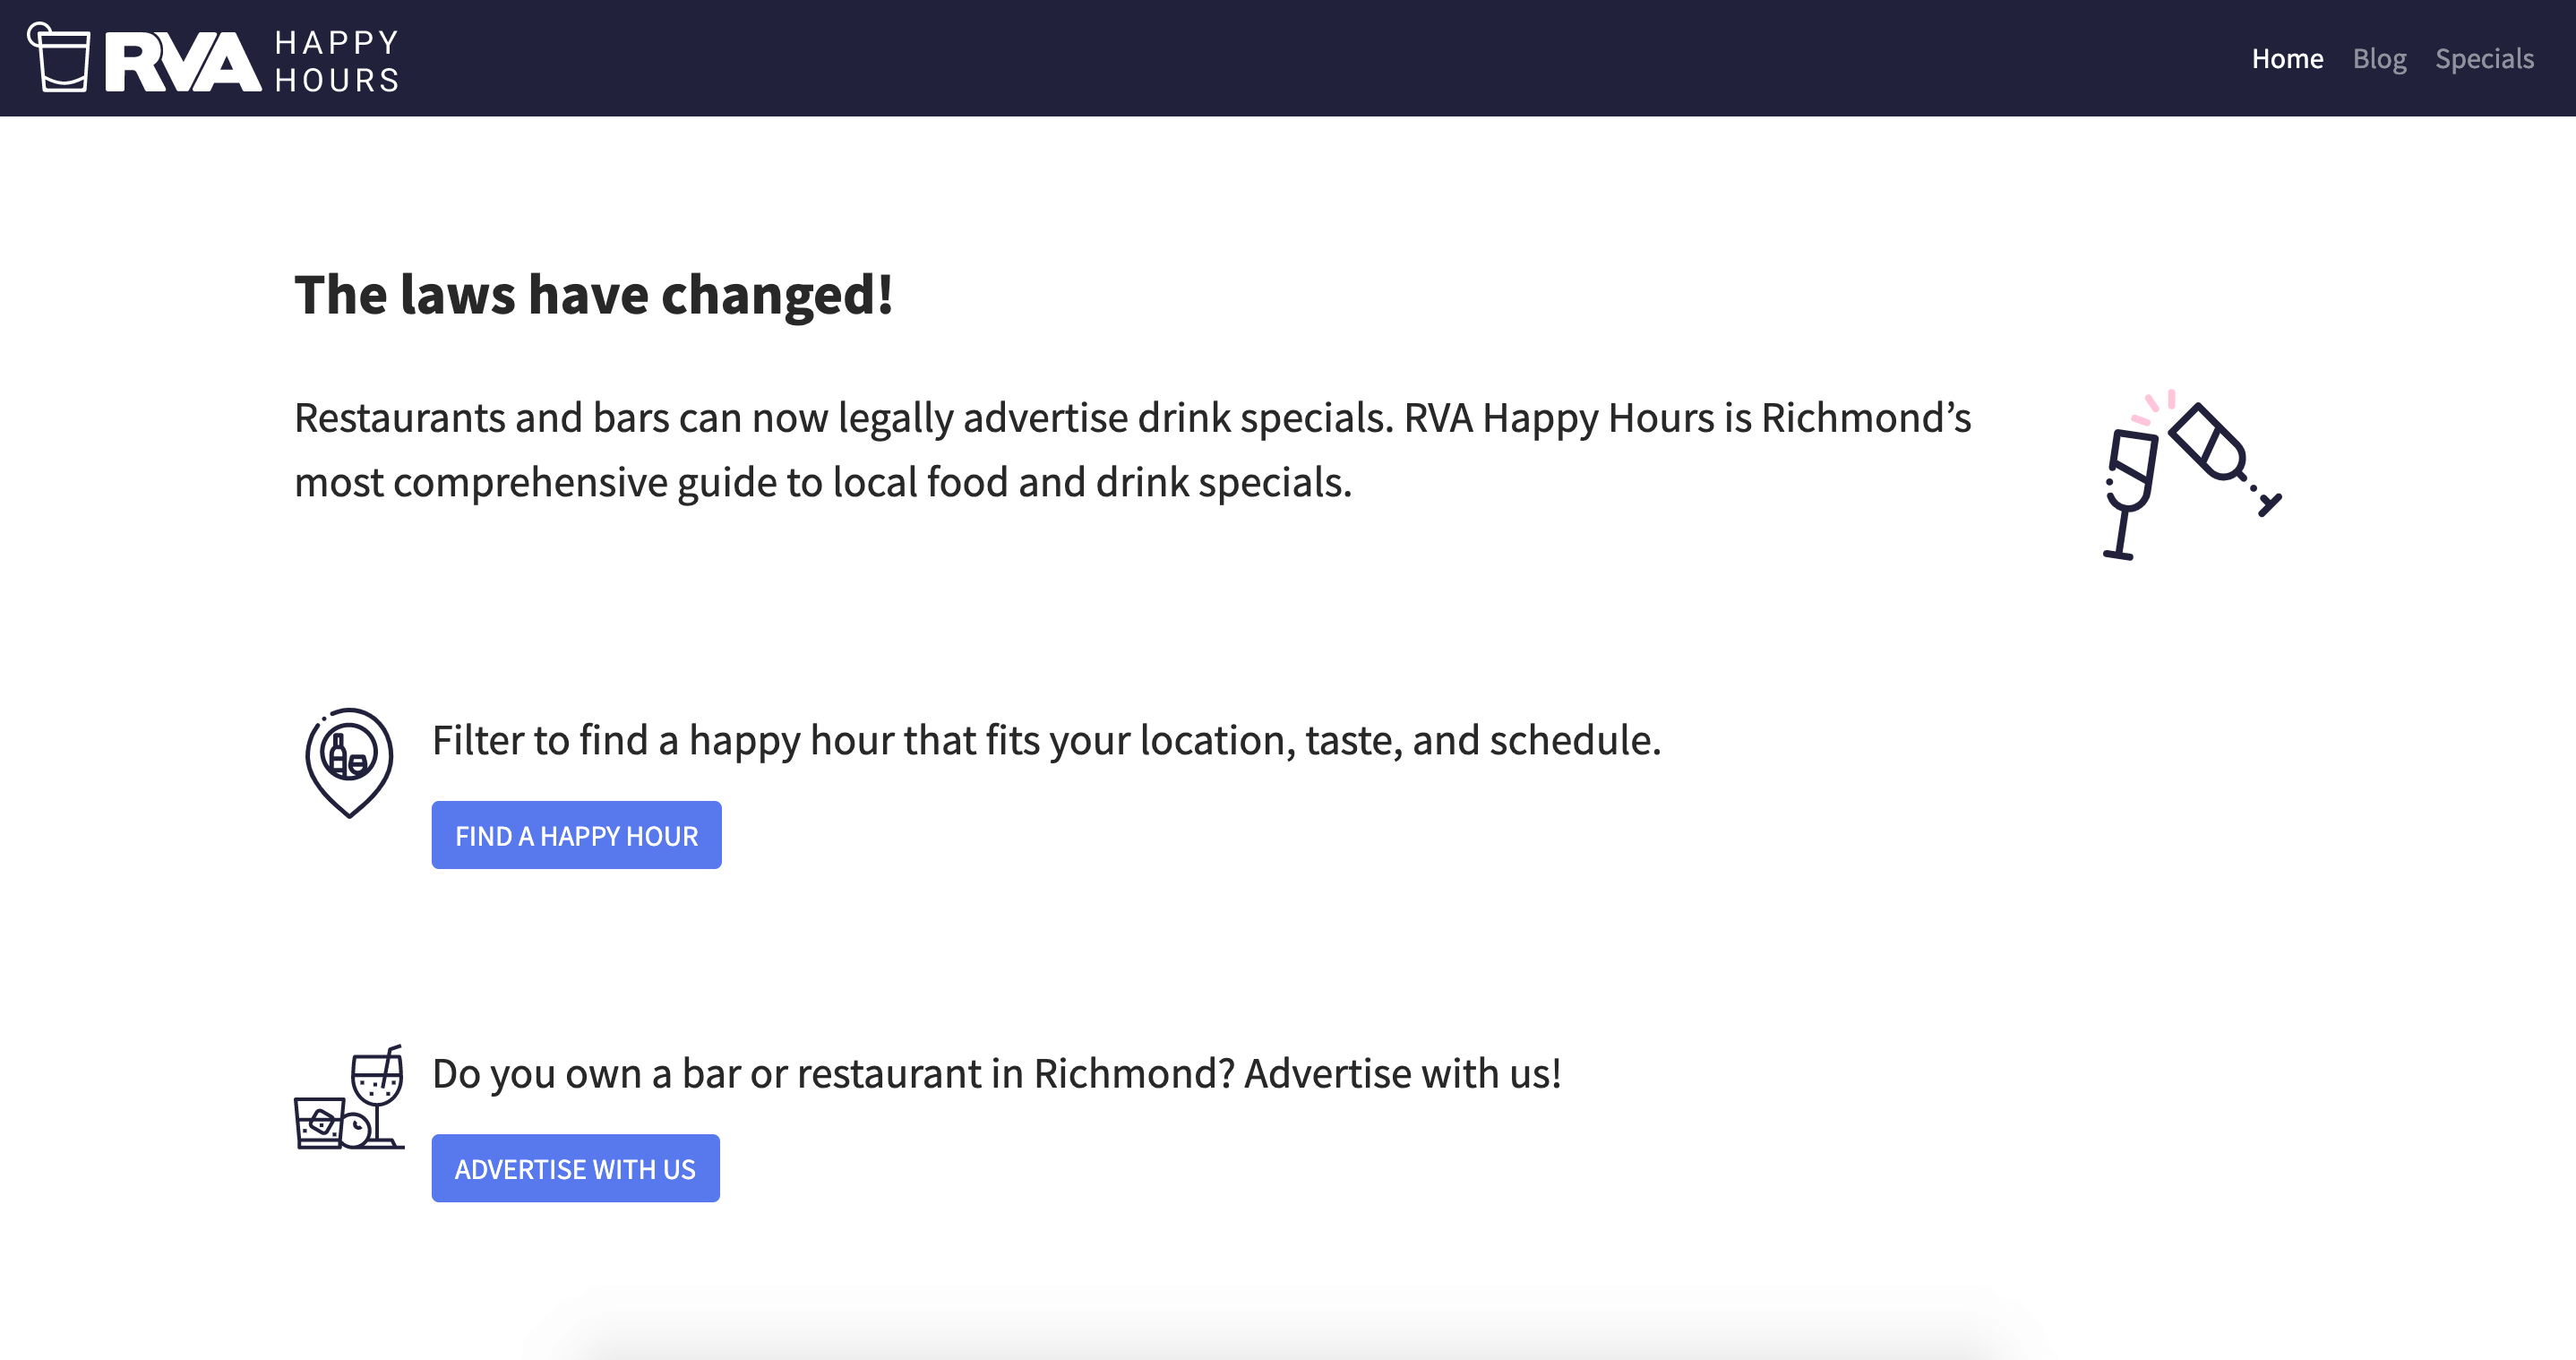 RVA HAPPY HOURS
Home Blog Specials
The laws have changed!
Restaurants and bars can now legally advertise drink specials. RVA Happy Hours is Richmond’s
most comprehensive guide to local food and drink specials.
Filter to find a happy hour that fits your location, taste, and schedule.
FIND A HAPPY HOUR
Do you own a bar or restaurant in Richmond? Advertise with us!
ADVERTISE WITH US